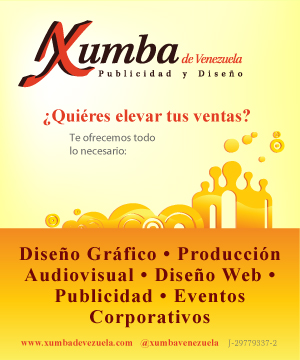 Xumba de Venezuela
Publicidad y Diseño
¿Quiéres elevar tus ventas?
Te ofrecemos todo
lo necesario:
Diseño Gráfico • Producción
Audiovisual • Diseño Web •
Publicidad • Eventos
Corporativos
www.xumbadevezuela.com @xumbavenezuela J-29779337-2